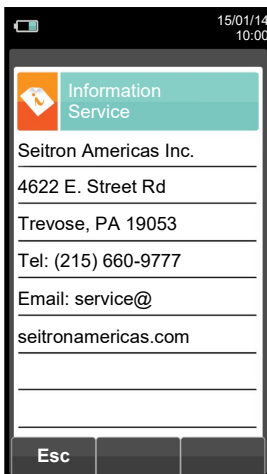 15/01/14
10:00
Information
Service
Seitron Americas Inc.
4622 E. Street Rd
Trevose, PA 19053
Tel: (215) 660-9777
Email: service@
seitronamericas.com
Esc